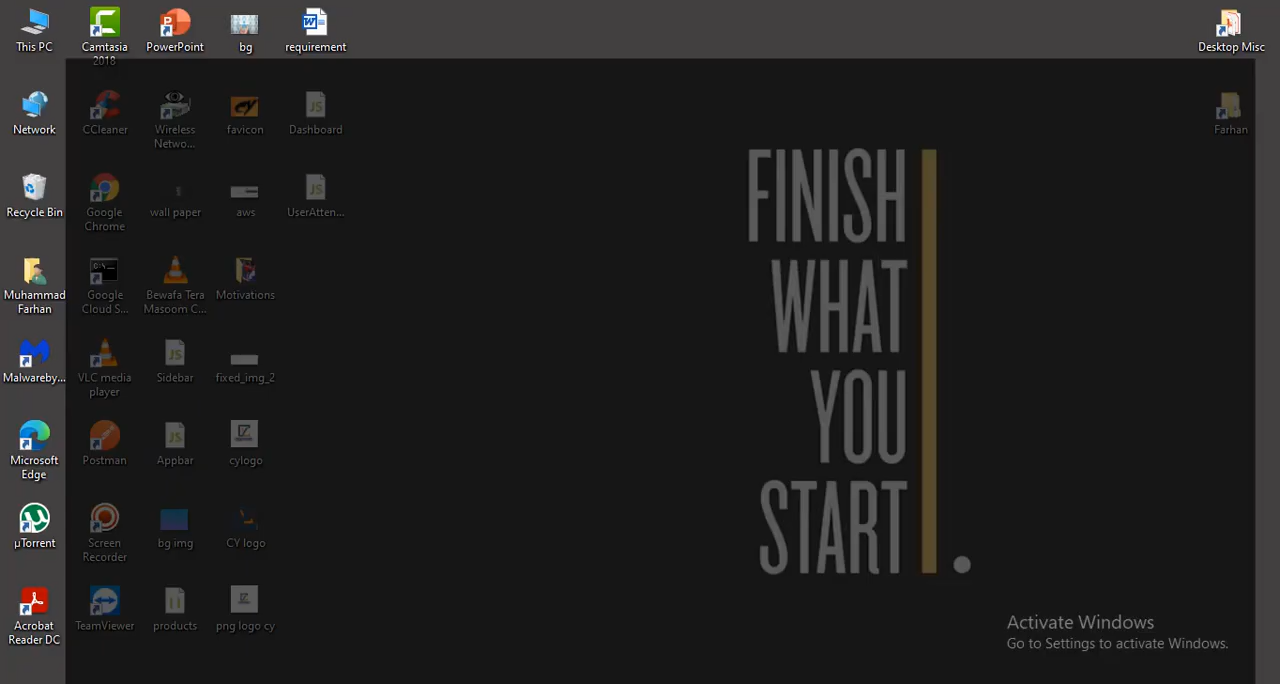 This PC
Camtasia
2018
PowerPoint
bg
requirement
Desktop Misc
Network
CCleaner
Wireless
Netwo...
favicon
Dashboard
Farhan
Recycle Bin
Google
Chrome
wall paper
aws
UserAtten...
Muhammad
Farhan
Google
Cloud S...
Bewafa Tera
Masoom C...
Motivations
Malwareby...
VLC media
player
Sidebar
fixed_img_2
Microsoft
Edge
Postman
Appbar
cylogo
µTorrent
Screen
Recorder
bg img
CY logo
Acrobat
Reader DC
TeamViewer
products
png logo cy
FINISH
WHAT
YOU
START.
Activate Windows
Go to Settings to activate Windows.